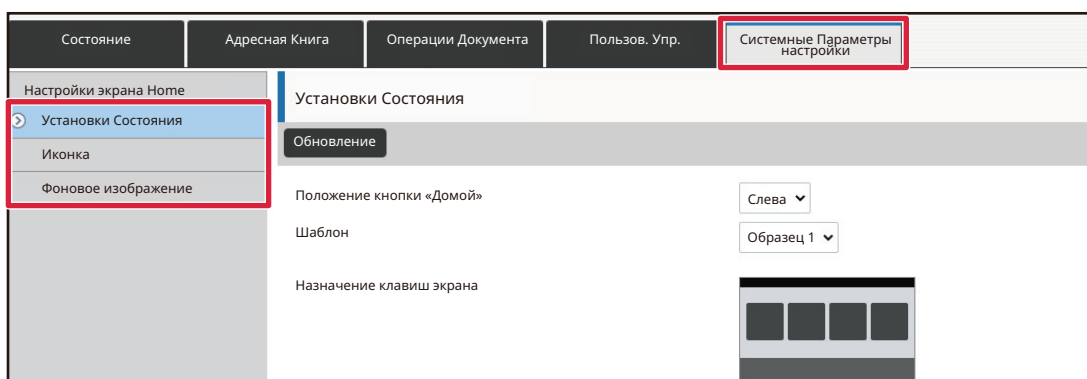 Состояние
Адресная Книга
Операции Документа
Пользов. Упр.
Системные Параметры
настройки
Настройки экрана Home
Установки Состояния
Иконка
Фоновое изображение
Установки Состояния
Обновление
Положение кнопки «Домой»
Слева
Шаблон
Образец 1
Назначение клавиш экрана